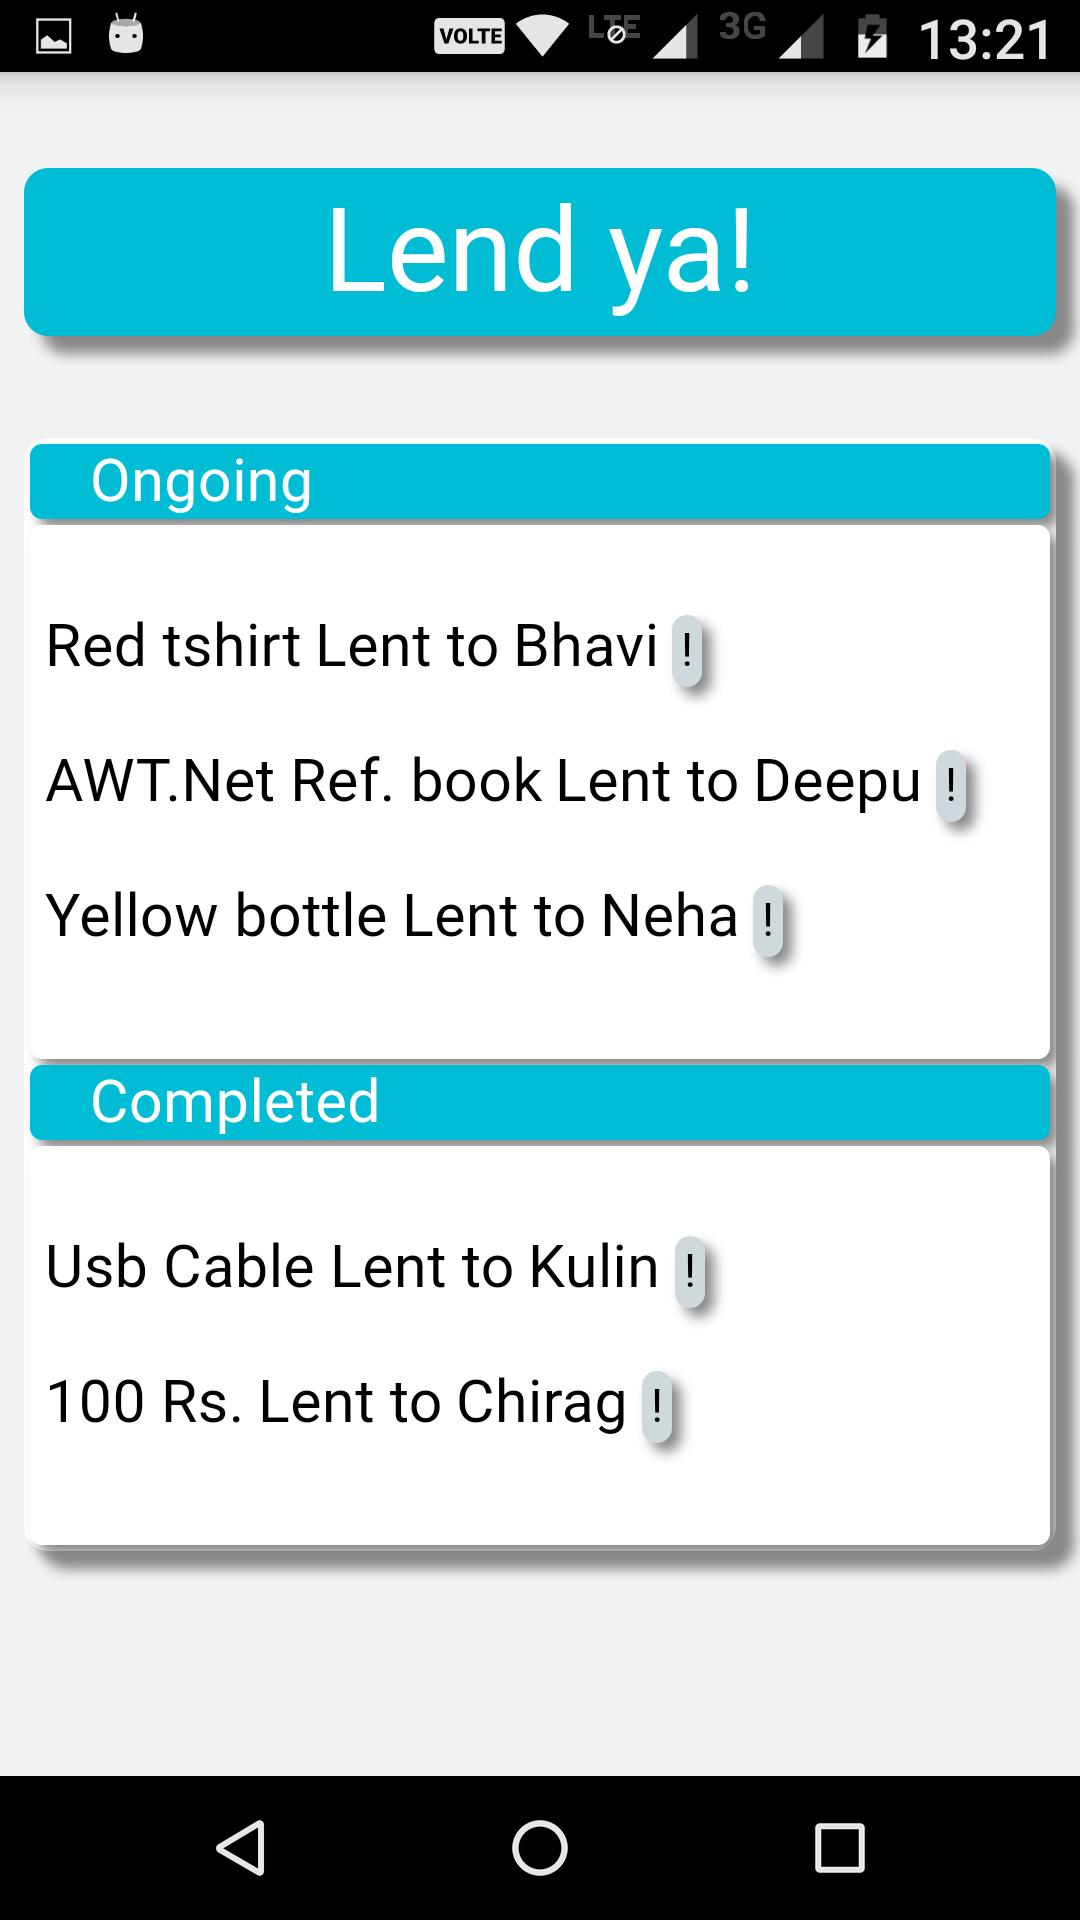 VOLTE LTE 3G 13:21
Lend ya!
Ongoing
Red tshirt Lent to Bhavi !
AWT.Net Ref. book Lent to Deepu !
Yellow bottle Lent to Neha !
Completed
Usb Cable Lent to Kulin !
100 Rs. Lent to Chirag !